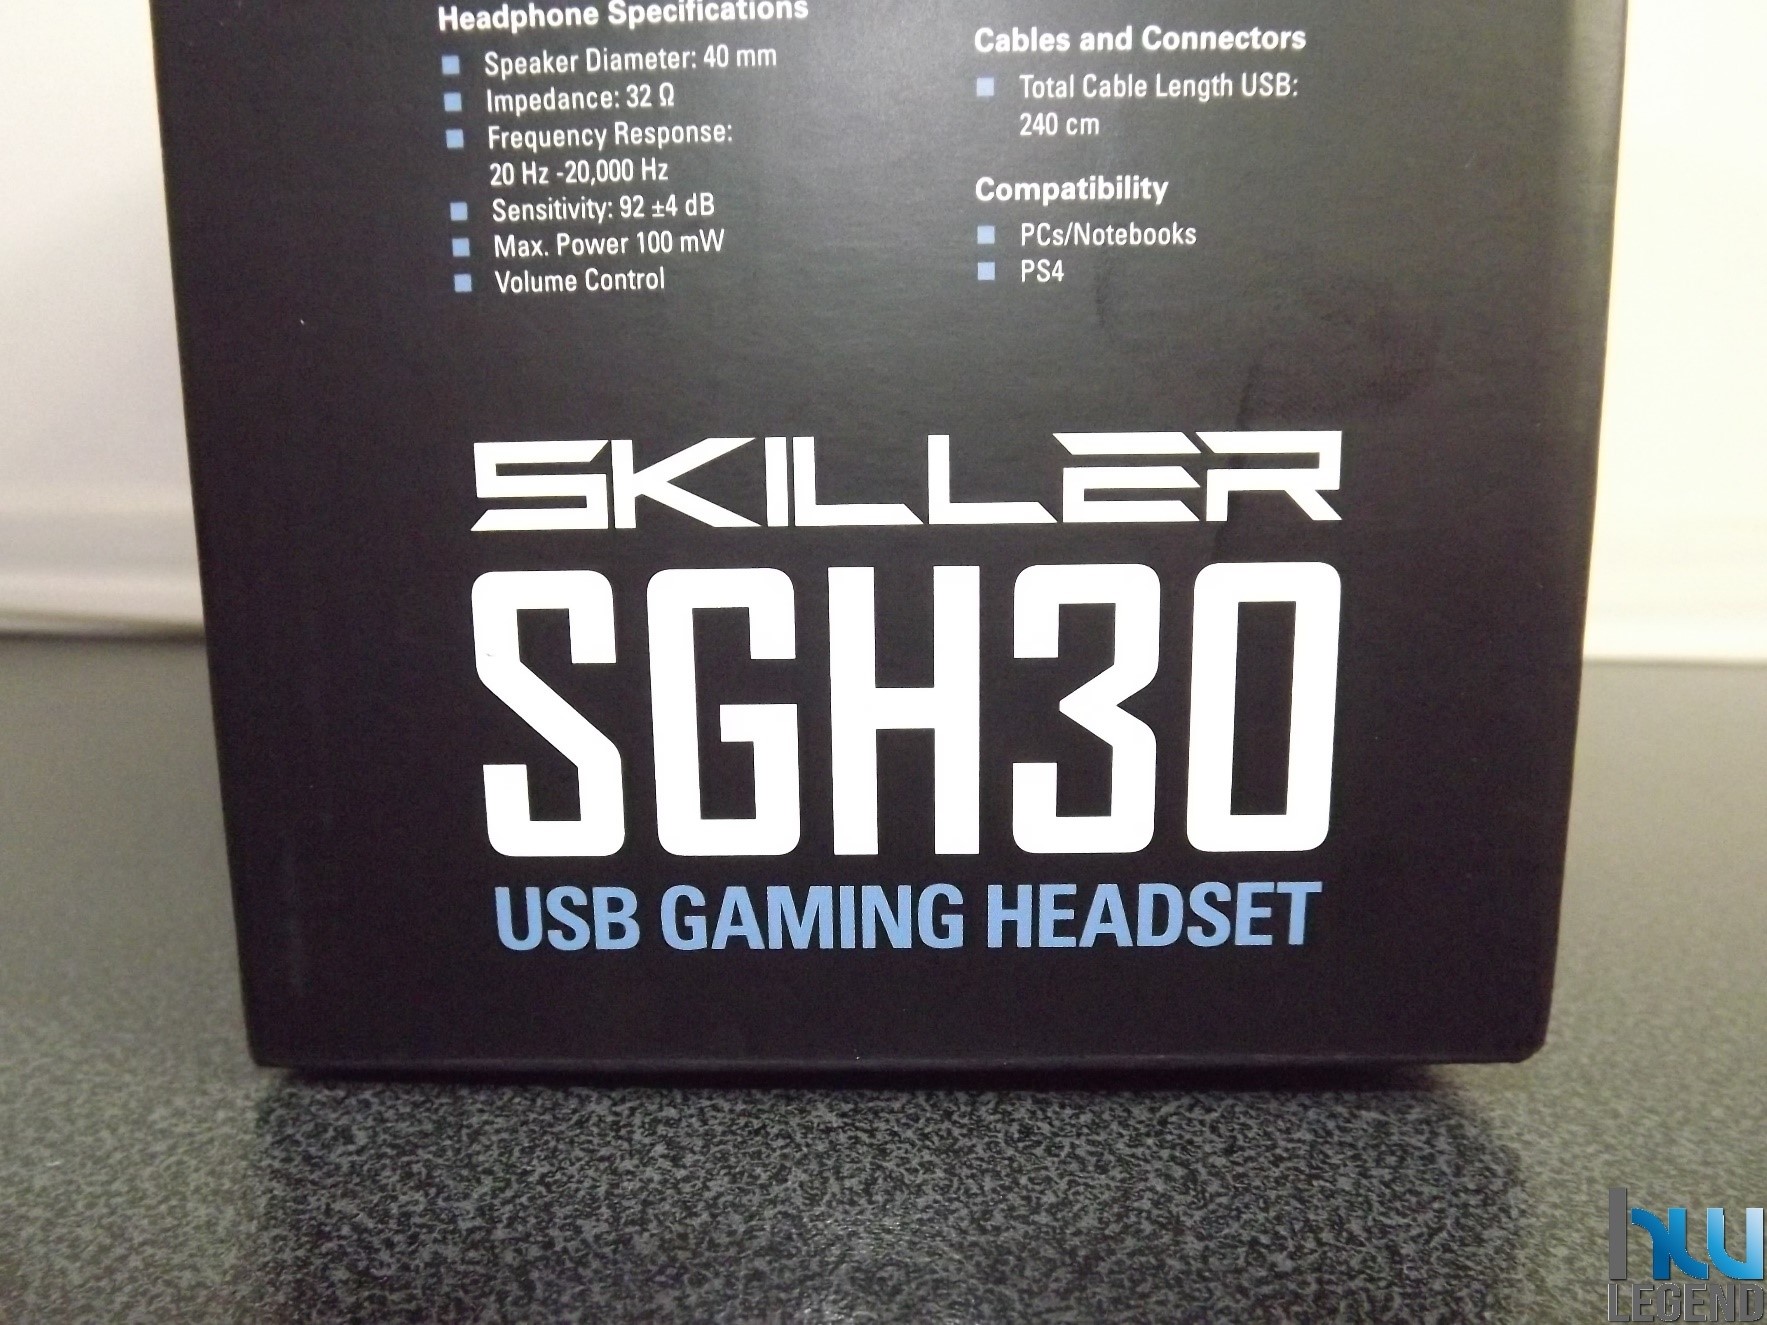 Headphone Specifications
Speaker Diameter: 40 mm
Impedance: 32 Ω
Frequency Response:
20 Hz -20,000 Hz
Sensitivity: 92 ±4 dB
Max. Power 100 mW
Volume Control
Cables and Connectors
Total Cable Length USB:
240 cm
Compatibility
PCs/Notebooks
PS4
SKILLER
SGH30
USB GAMING HEADSET
hw
LEGEND